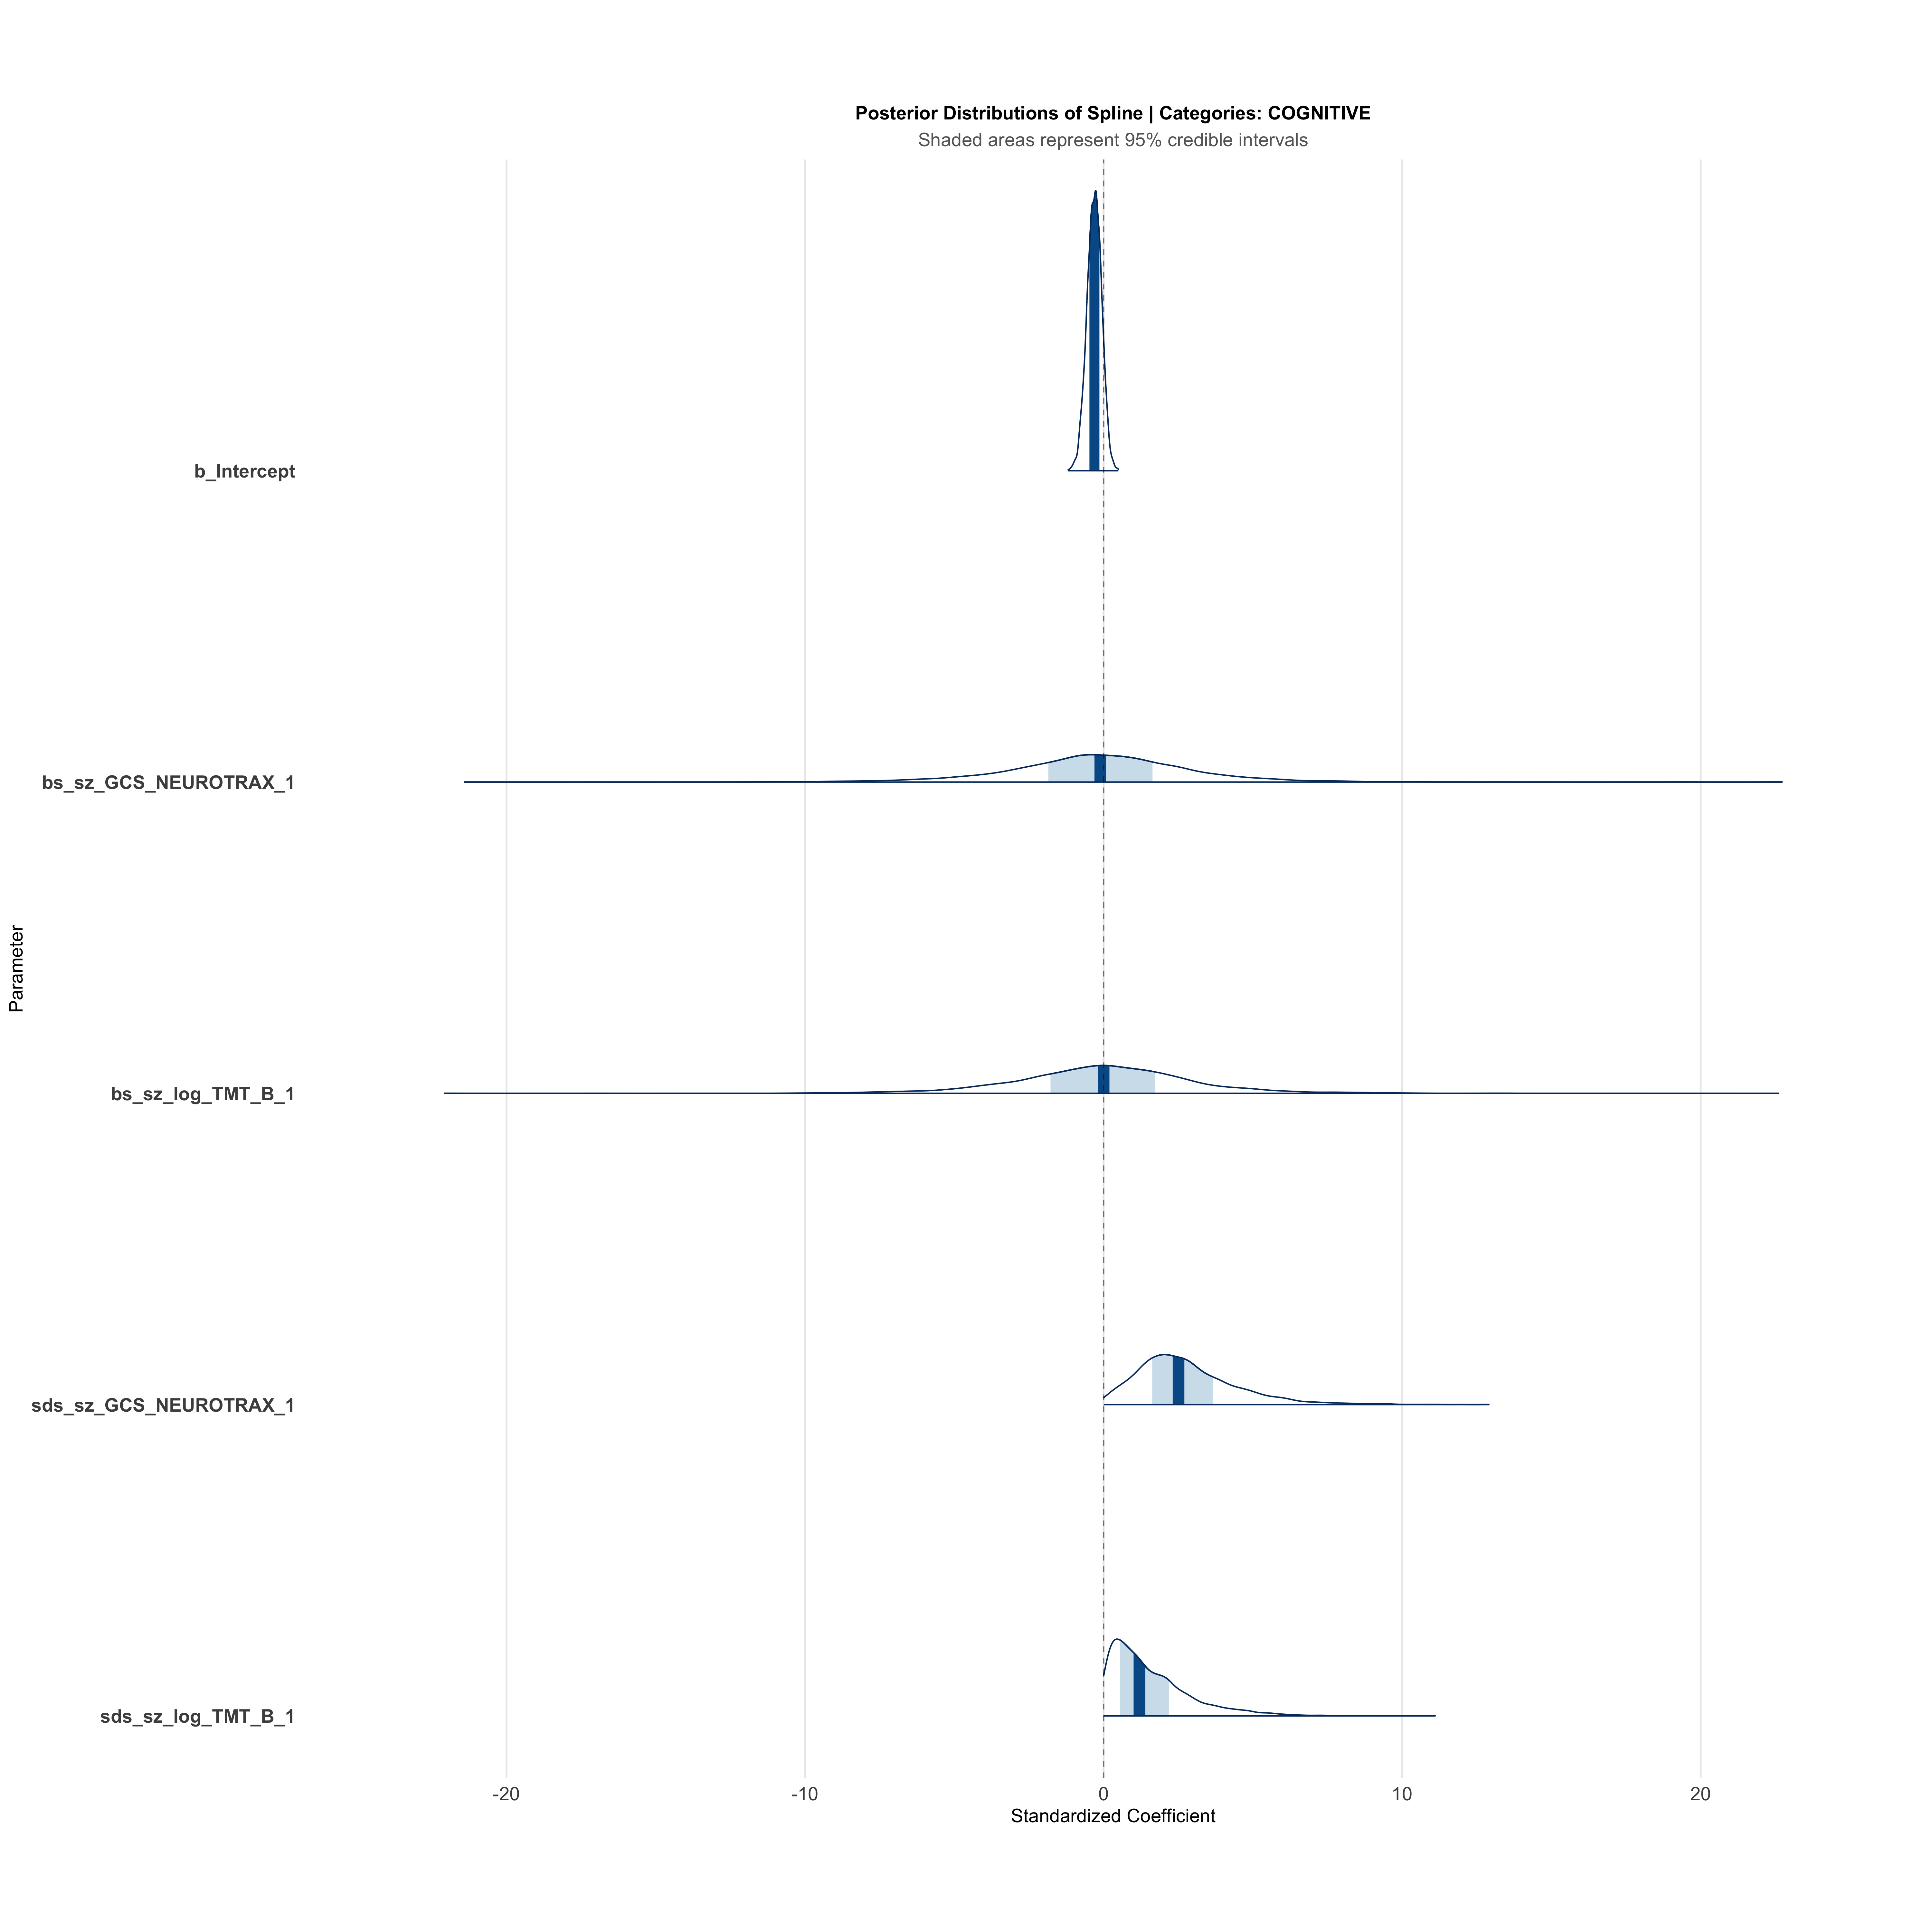 Posterior Distributions of Spline | Categories: COGNITIVE
Shaded areas represent 95% credible intervals
b_Intercept
bs_sz_GCS_NEUROTRAX_1
bs_sz_log_TMT_B_1
sds_sz_GCS_NEUROTRAX_1
sds_sz_log_TMT_B_1
Parameter
-20 -10 0 10 20
Standardized Coefficient